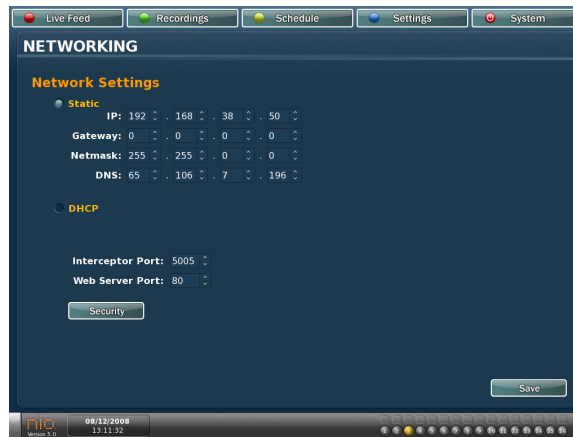 Live Feed Recordings Schedule Settings System
NETWORKING
Network Settings
Static
IP: 192 . 168 . 38 . 50
Gateway: 0 . 0 . 0 . 0
Netmask: 255 . 255 . 0 . 0
DNS: 65 . 106 . 7 . 196
DHCP
Interceptor Port: 5005
Web Server Port: 80
Security
Save
nio
Version 5.0
08/12/2008
13:11:32